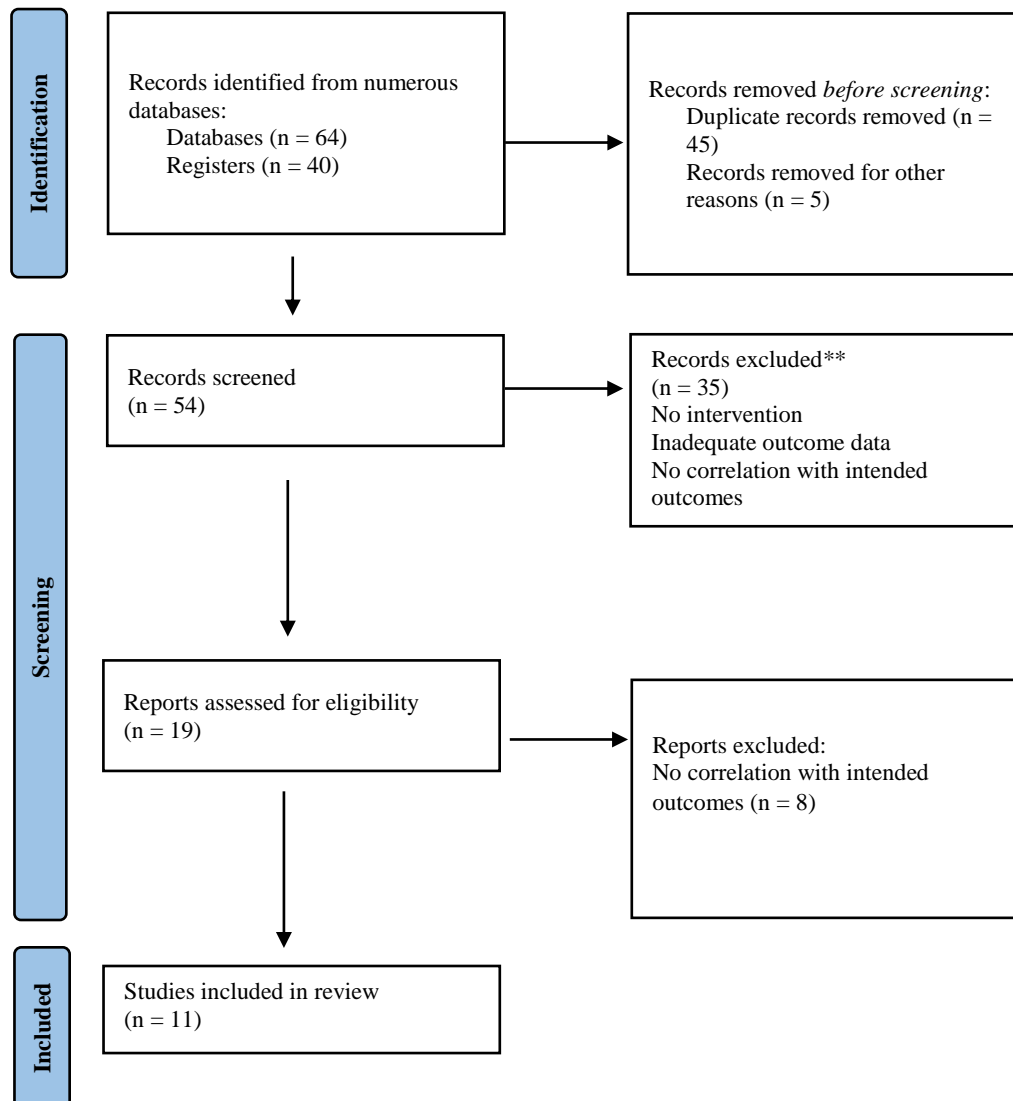 Identification
Records identified from numerous
databases:
Databases (n = 64)
Registers (n = 40)
Records removed before screening:
Duplicate records removed (n =
45)
Records removed for other
reasons (n = 5)
Screening
Records screened
(n = 54)
Records excluded**
(n = 35)
No intervention
Inadequate outcome data
No correlation with intended
outcomes
Reports assessed for eligibility
(n = 19)
Reports excluded:
No correlation with intended
outcomes (n = 8)
Included
Studies included in review
(n = 11)